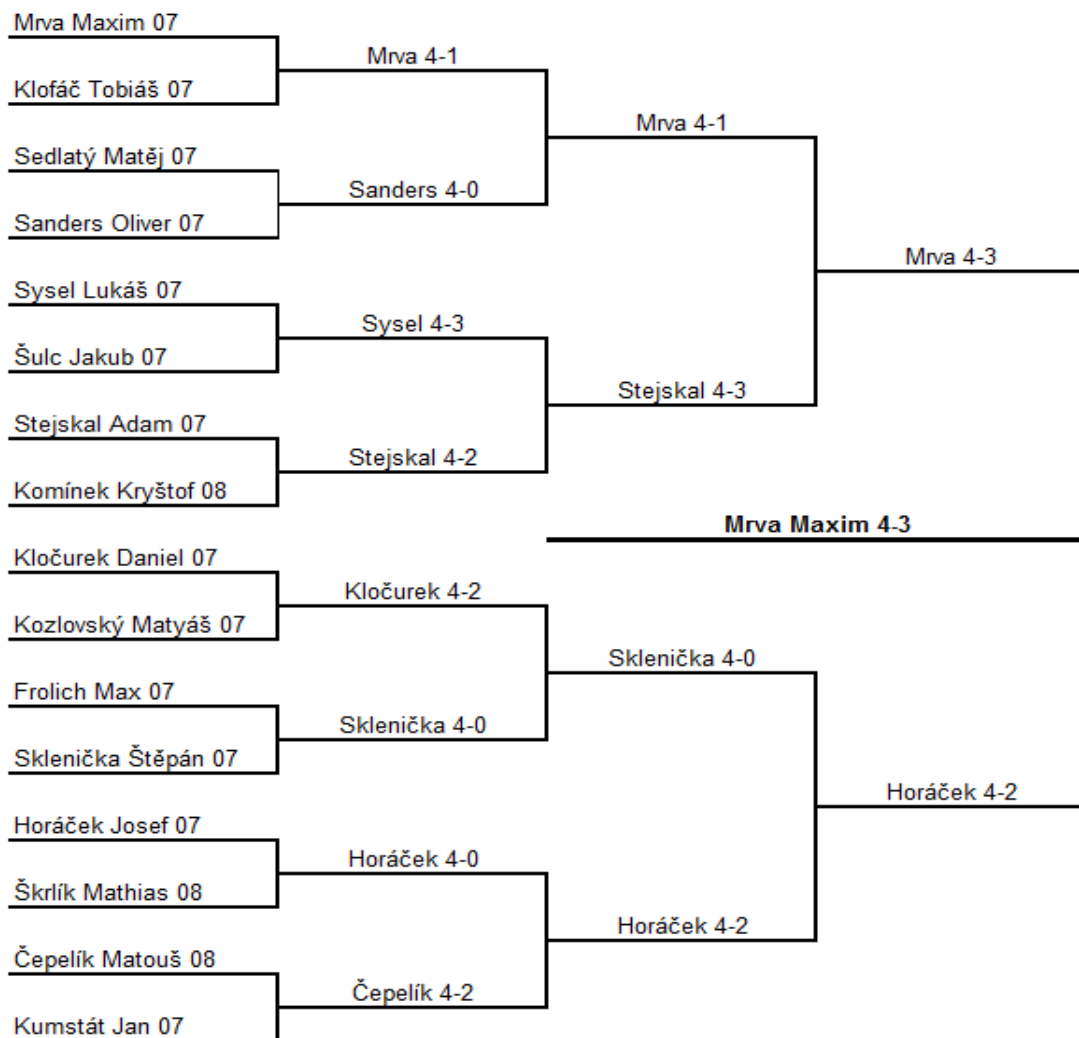 Mrva Maxim 07
Mrva 4-1
Klofáč Tobiáš 07
Mrva 4-1
Sedlatý Matěj 07
Sanders 4-0
Sanders Oliver 07
Mrva 4-3
Sysel Lukáš 07
Sysel 4-3
Šulc Jakub 07
Stejskal 4-3
Stejskal Adam 07
Stejskal 4-2
Komínek Kryštof 08
Mrva Maxim 4-3
Kločurek Daniel 07
Kločurek 4-2
Kozlovský Matyáš 07
Sklenička 4-0
Frolich Max 07
Sklenička 4-0
Sklenička Štěpán 07
Horáček 4-2
Horáček Josef 07
Horáček 4-0
Škrlík Mathias 08
Horáček 4-2
Čepelík Matouš 08
Čepelík 4-2
Kumstát Jan 07